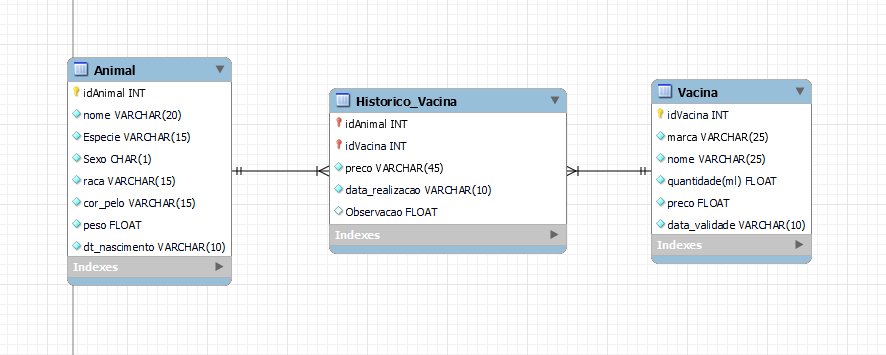 Animal
idAnimal INT
nome VARCHAR(20)
Especie VARCHAR(15)
Sexo CHAR(1)
raca VARCHAR(15)
cor_pelo VARCHAR(15)
peso FLOAT
dt_nascimento VARCHAR(10)
Indexes
Historico_Vacina
idAnimal INT
idVacina INT
preco VARCHAR(45)
data_realizacao VARCHAR(10)
Observacao FLOAT
Indexes
Vacina
idVacina INT
marca VARCHAR(25)
nome VARCHAR(25)
quantidade(ml) FLOAT
preco FLOAT
data_validade VARCHAR(10)
Indexes